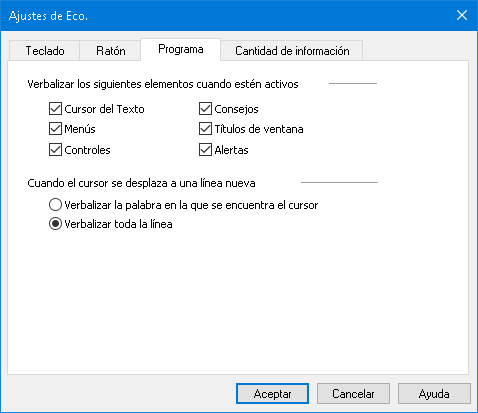 Ajustes de Eco.
Teclado Ratón Programa Cantidad de información
Verbalizar los siguientes elementos cuando estén activos
Cursor del Texto Consejos
Menús Títulos de ventana
Controles Alertas
Cuando el cursor se desplaza a una línea nueva
Verbalizar la palabra en la que se encuentra el cursor
Verbalizar toda la línea
Aceptar Cancelar Ayuda